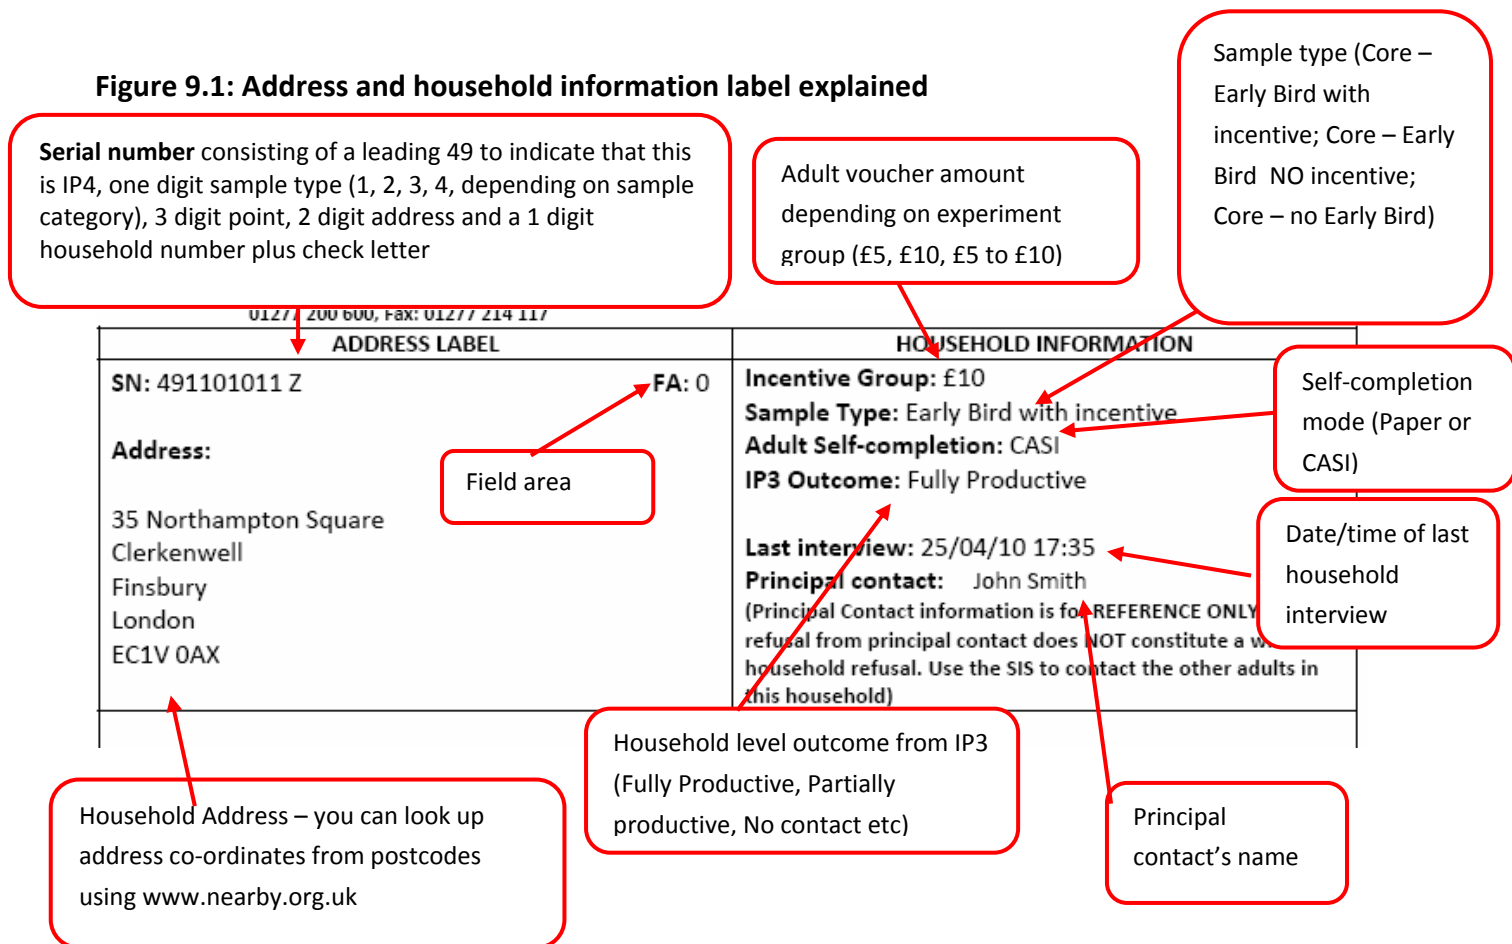 Figure 9.1: Address and household information label explained
Serial number consisting of a leading 49 to indicate that this
is IP4, one digit sample type (1, 2, 3, 4, depending on sample
category), 3 digit point, 2 digit address and a 1 digit
household number plus check letter
Adult voucher amount
depending on experiment
group (£5, £10, £5 to £10)
Sample type (Core –
Early Bird with
incentive; Core – Early
Bird NO incentive;
Core – no Early Bird)
01277 200 600, Fax: 01277 214 117
ADDRESS LABEL
SN: 491101011 Z FA: 0
Address:
35 Northampton Square
Clerkenwell
Finsbury
London
EC1V 0AX
Field area
HOUSEHOLD INFORMATION
Incentive Group: £10
Sample Type: Early Bird with incentive
Adult Self-completion: CASI
IP3 Outcome: Fully Productive
Last interview: 25/04/10 17:35
Principal contact: John Smith
(Principal Contact information is for REFERENCE ONLY
refusal from principal contact does NOT constitute a
household refusal. Use the SIS to contact the other adults in
this household)
Self-completion
mode (Paper or
CASI)
Date/time of last
household
interview
Household Address – you can look up
address co-ordinates from postcodes
using www.nearby.org.uk
Household level outcome from IP3
(Fully Productive, Partially
productive, No contact etc)
Principal
contact’s name